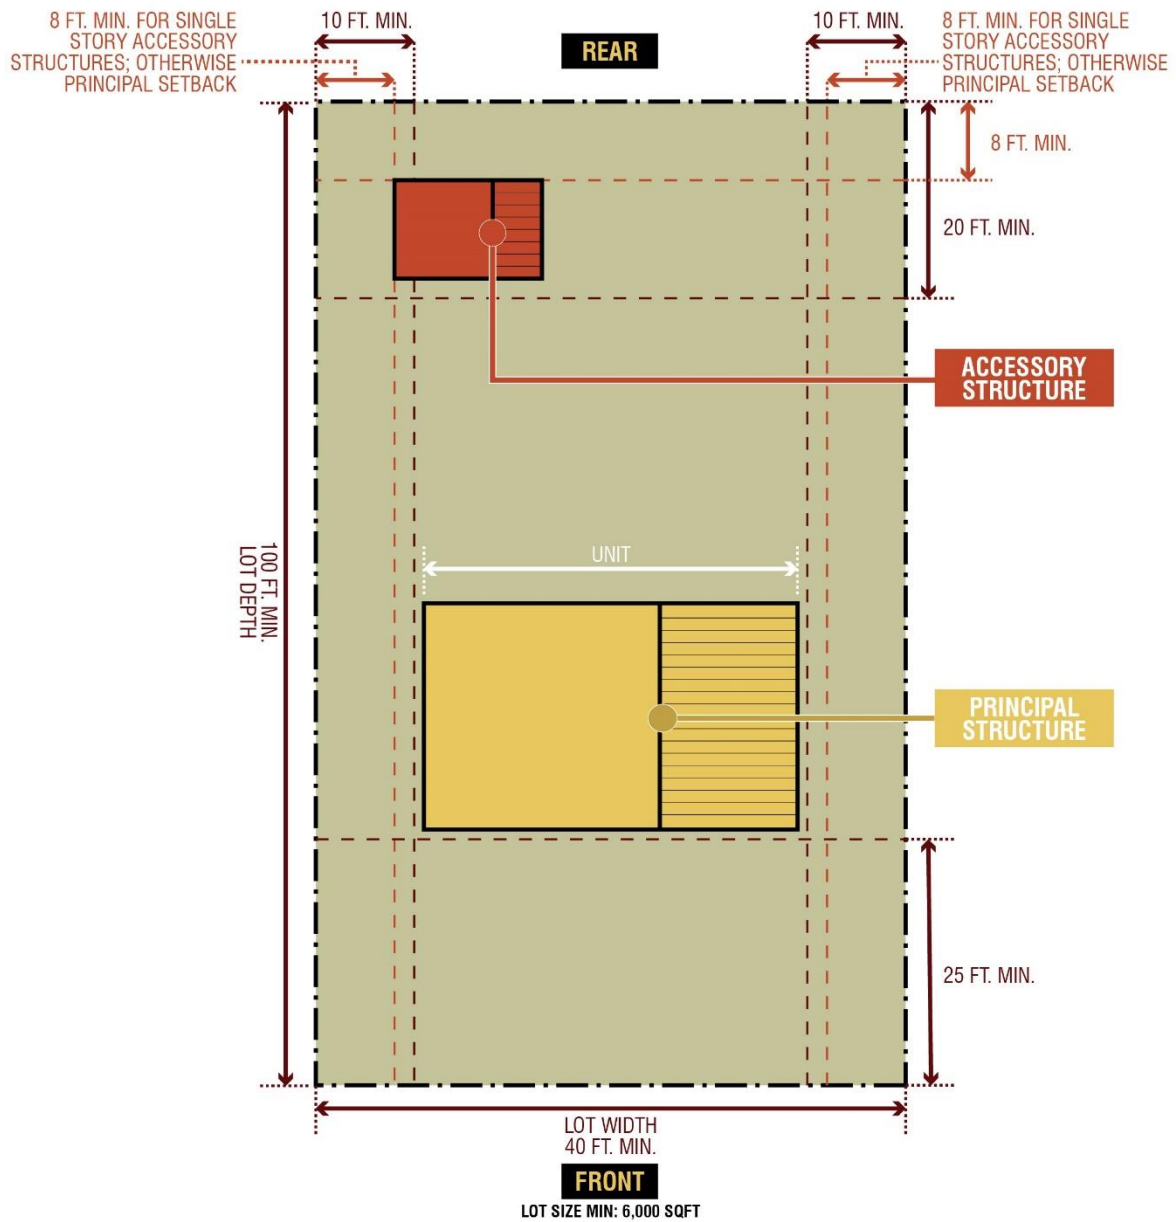 8 FT. MIN. FOR SINGLE
STORY ACCESSORY
STRUCTURES; OTHERWISE
PRINCIPAL SETBACK
10 FT. MIN.
REAR
10 FT. MIN.
8 FT. MIN. FOR SINGLE
STORY ACCESSORY
STRUCTURES; OTHERWISE
PRINCIPAL SETBACK
8 FT. MIN.
20 FT. MIN.
ACCESSORY
STRUCTURE
100 FT. MIN.
LOT DEPTH
UNIT
PRINCIPAL
STRUCTURE
25 FT. MIN.
LOT WIDTH
40 FT. MIN.
FRONT
LOT SIZE MIN: 6,000 SQFT